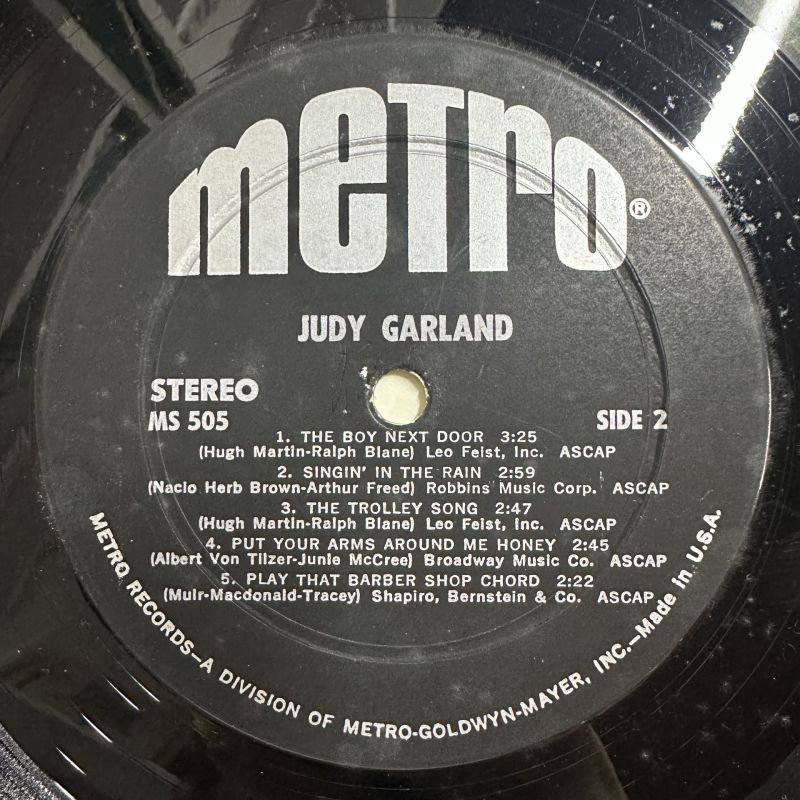 metro®
JUDY GARLAND
STEREO
MS 505
SIDE 2
1. THE BOY NEXT DOOR 3:25
(Hugh Martin-Ralph Blane) Leo Feist, Inc. ASCAP
2. SINGIN' IN THE RAIN 2:59
(Nacio Herb Brown-Arthur Freed) Robbins Music Corp. ASCAP
3. THE TROLLEY SONG 2:47
(Hugh Martin-Ralph Blane) Leo Feist, Inc. ASCAP
4. PUT YOUR ARMS AROUND ME HONEY 2:45
(Albert Von Tilzer-Junie McCree) Broadway Music Co. ASCAP
5. PLAY THAT BARBER SHOP CHORD 2:22
(Muir-Macdonald-Tracey) Shapiro, Bernstein & Co. ASCAP
METRO RECORDS—A DIVISION OF METRO-GOLDWYN-MAYER, INC.—Made in U.S.A.